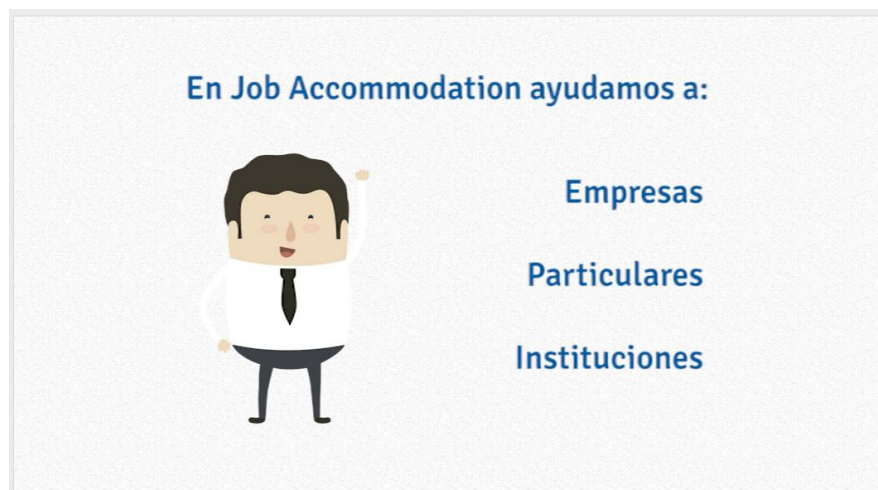 En Job Accommodation ayudamos a:
Empresas
Particulares
Instituciones